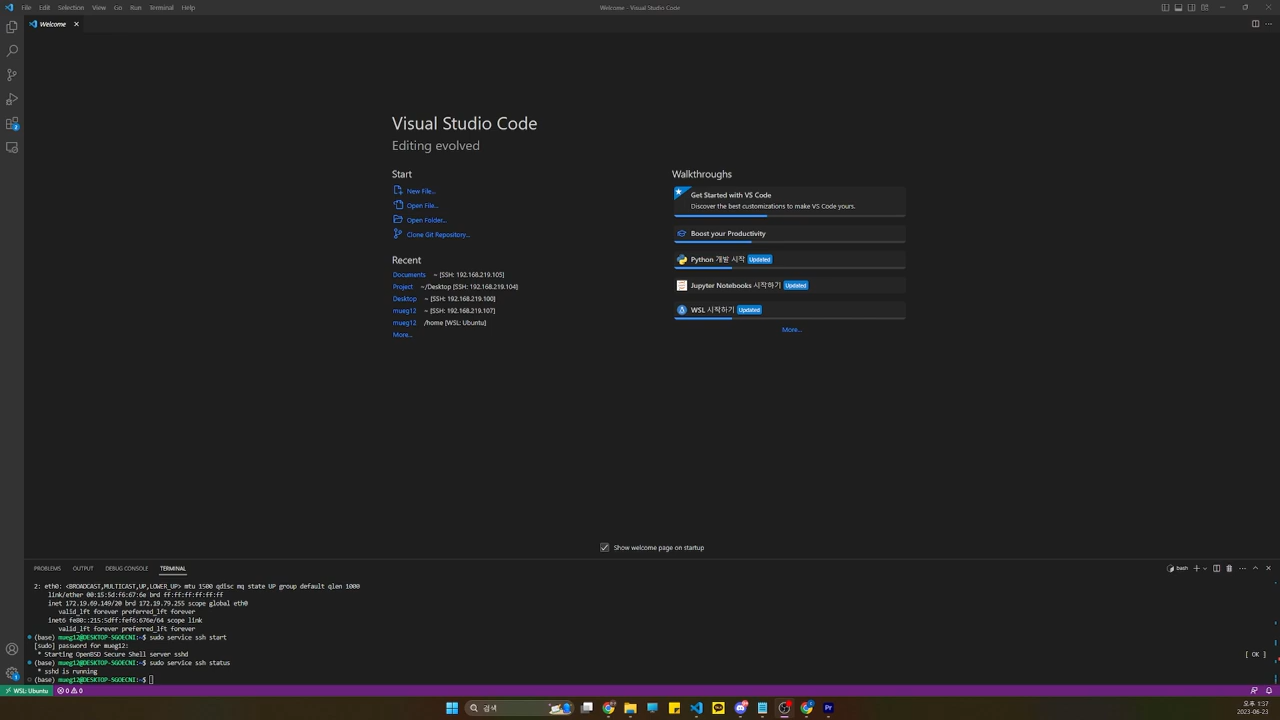 File Edit Selection View Go Run Terminal Help
Welcome - Visual Studio Code
Welcome
Visual Studio Code
Editing evolved
Start
New File...
Open File...
Open Folder...
Clone Git Repository...
Recent
Documents ~ [SSH: 192.168.219.105]
Project ~/Desktop [SSH: 192.168.219.104]
Desktop ~ [SSH: 192.168.219.100]
mueg12 ~ [SSH: 192.168.219.107]
mueg12 /home [WSL: Ubuntu]
More...
Walkthroughs
Get Started with VS Code
Discover the best customizations to make VS Code yours.
Boost your Productivity
Python 개발 시작 Updated
Jupyter Notebooks 시작하기 Updated
WSL 시작하기 Updated
More...
Show welcome page on startup
PROBLEMS OUTPUT DEBUG CONSOLE TERMINAL
bash
2: eth0: <BROADCAST,MULTICAST,UP,LOWER_UP> mtu 1500 qdisc mq state UP group default qlen 1000
link/ether 00:15:5d:f6:67:6e brd ff:ff:ff:ff:ff:ff
inet 172.19.69.149/20 brd 172.19.79.255 scope global eth0
valid_lft forever preferred_lft forever
inet6 fe80::215:5dff:fef6:676e/64 scope link
valid_lft forever preferred_lft forever
(base) mueg12@DESKTOP-5GOECNI:~$ sudo service ssh start
[sudo] password for mueg12:
* Starting OpenBSD Secure Shell server sshd [ OK ]
(base) mueg12@DESKTOP-5GOECNI:~$ sudo service ssh status
* sshd is running
(base) mueg12@DESKTOP-5GOECNI:~$
WSL: Ubuntu 0 0
검색
오후 1:37
2023-06-23